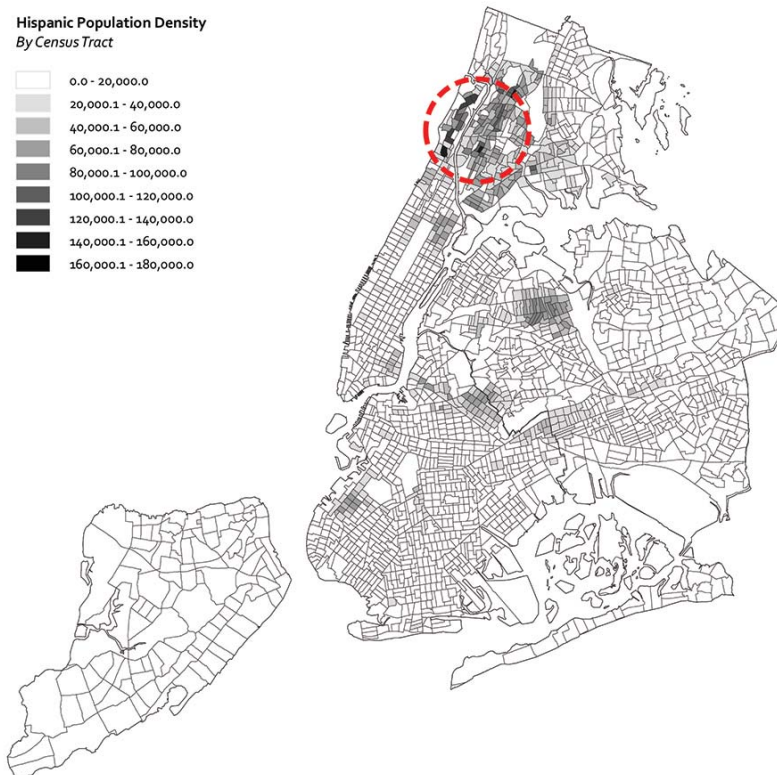 Hispanic Population Density
By Census Tract
0.0 - 20,000.0
20,000.1 - 40,000.0
40,000.1 - 60,000.0
60,000.1 - 80,000.0
80,000.1 - 100,000.0
100,000.1 - 120,000.0
120,000.1 - 140,000.0
140,000.1 - 160,000.0
160,000.1 - 180,000.0